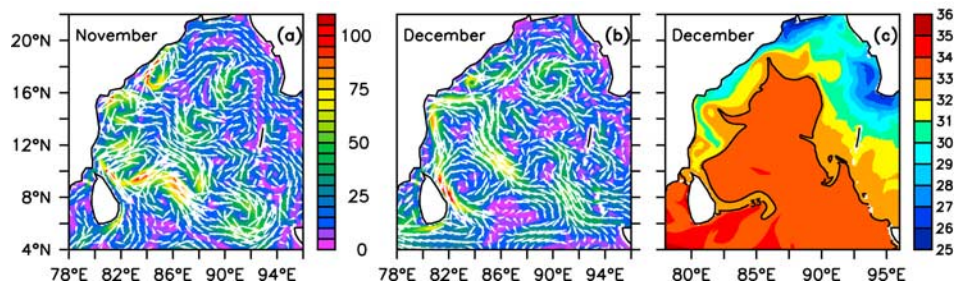 November (a)
20°N
16°N
12°N
8°N
4°N
78°E 82°E 86°E 90°E 94°E
100
75
50
25
0
December (b)
78°E 82°E 86°E 90°E 94°E
December (c)
80°E 85°E 90°E 95°E
36
35
34
33
32
31
30
29
28
27
26
25